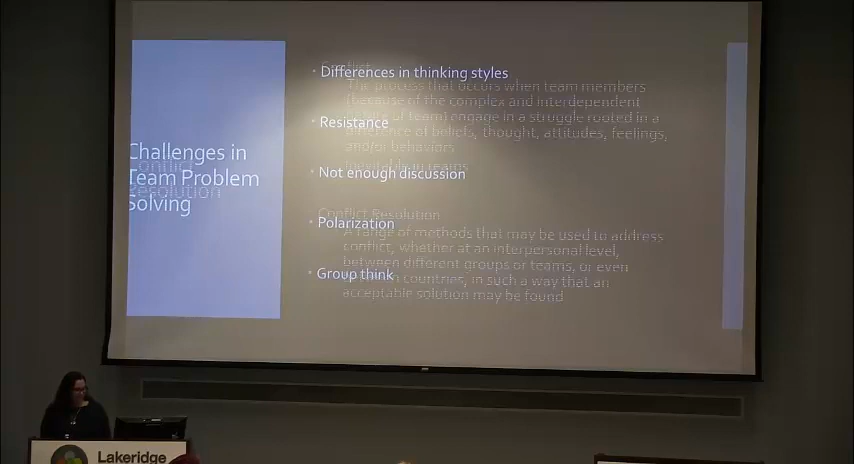 Challenges in
Team Problem
Solving
Conflict
Resolution
• Differences in thinking styles
• Resistance
• Not enough discussion
• Polarization
• Group think
Conflict
The process that occurs when team members
(because of the complex and interdependent
of team) engage in a struggle rooted in a
difference of beliefs, thought, attitudes, feelings,
and/or behaviors
Inevitable in teams
Conflict Resolution
A range of methods that may be used to address
conflict, whether at an interpersonal level,
between different groups or teams, or even
countries, in such a way that an
acceptable solution may be found
Lakeridge